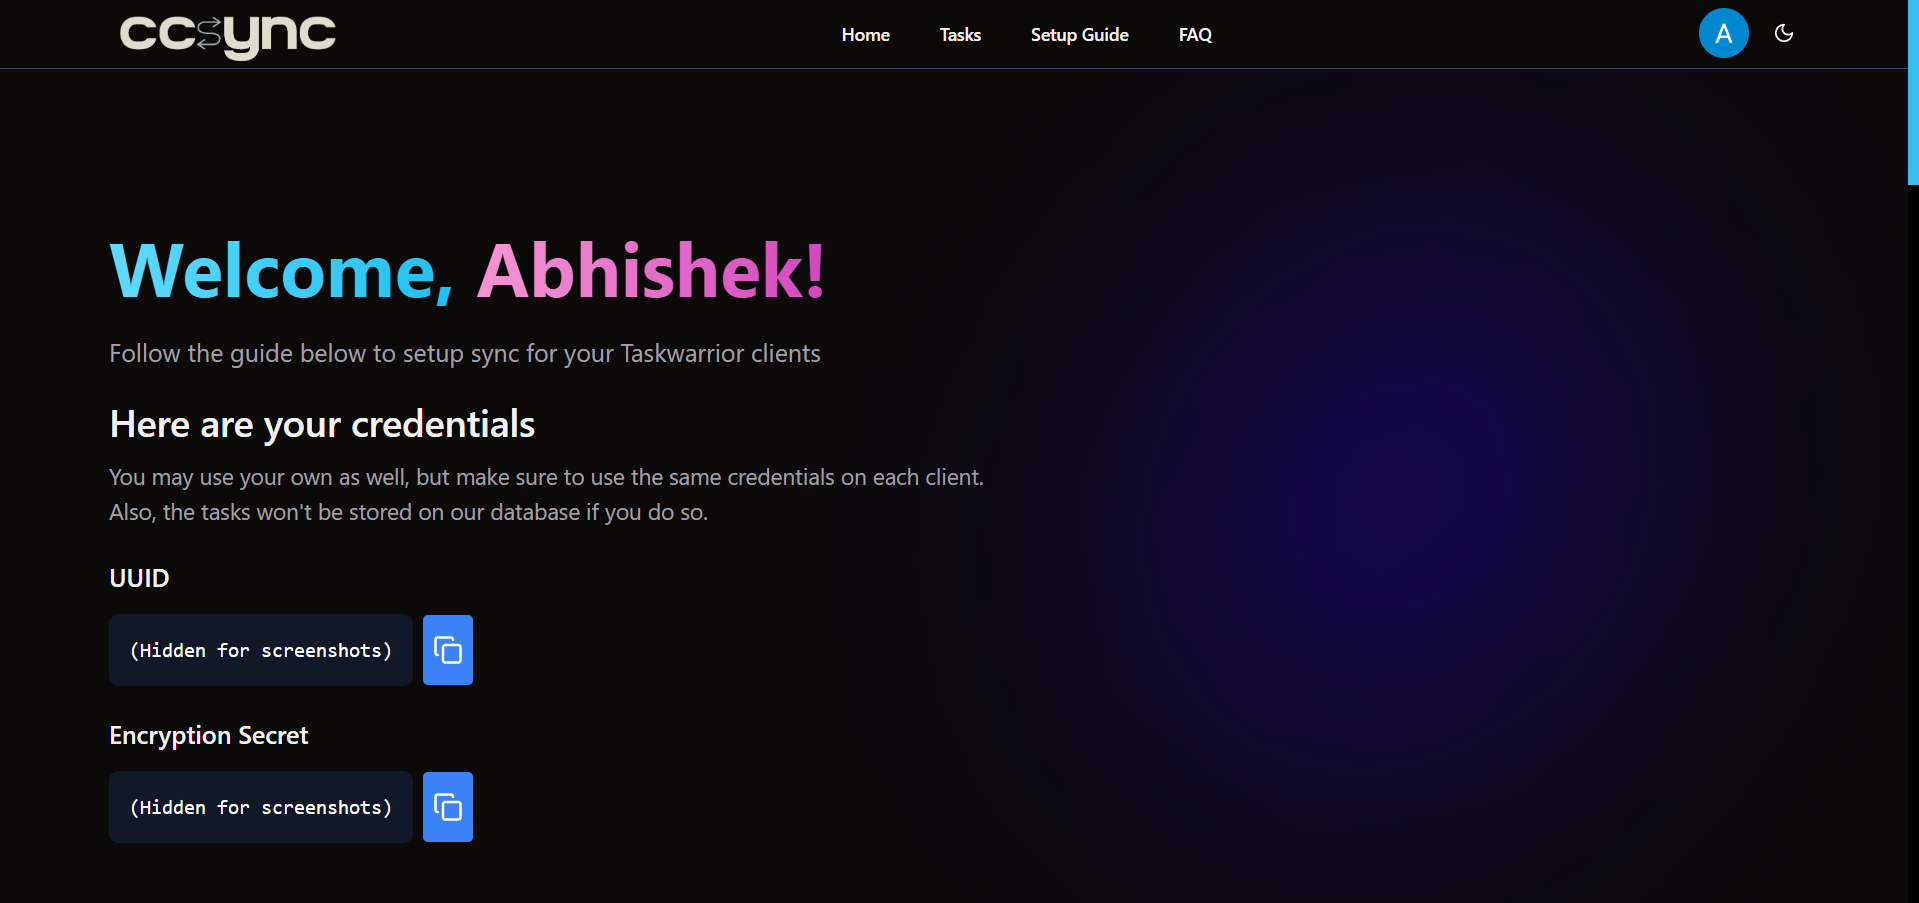 ccsync
Home Tasks Setup Guide FAQ
A
Welcome, Abhishek!
Follow the guide below to setup sync for your Taskwarrior clients
Here are your credentials
You may use your own as well, but make sure to use the same credentials on each client.
Also, the tasks won't be stored on our database if you do so.
UUID
(Hidden for screenshots)
Encryption Secret
(Hidden for screenshots)